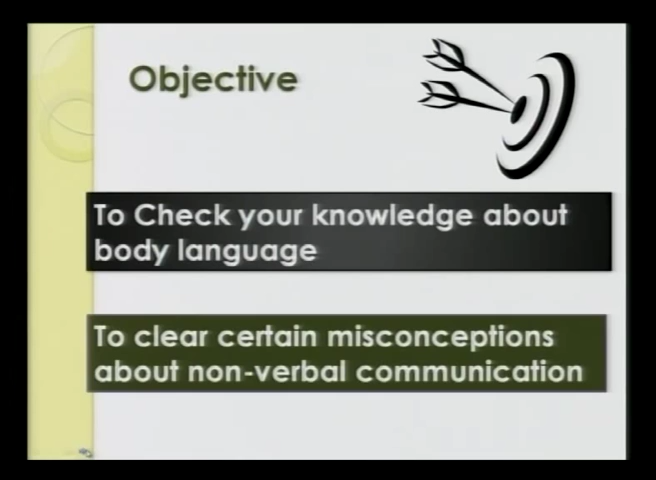 Objective
To Check your knowledge about
body language
To clear certain misconceptions
about non-verbal communication